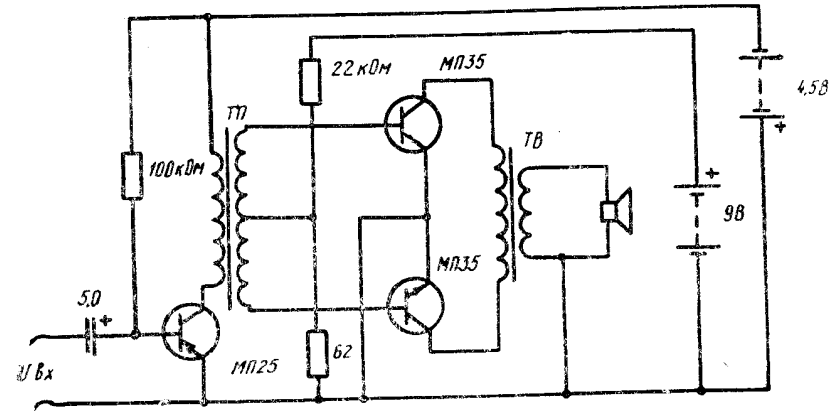 22 кОм
МП35
4,5В
+
ТП
ТВ
100кОм
+
9В
МП35
5,0
+
62
МП25
U Вх